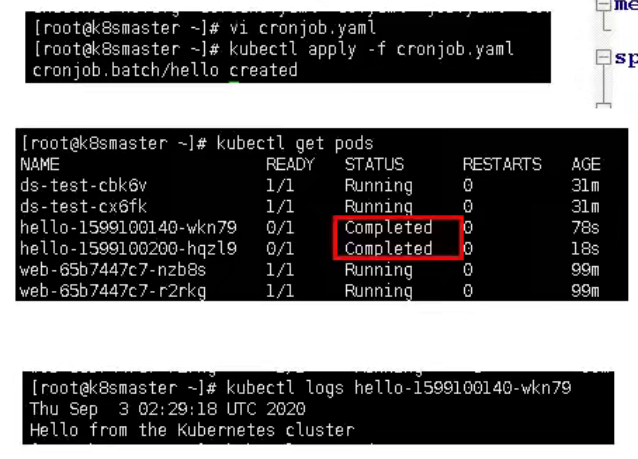 [root@k8smaster ~]# vi cronjob.yaml
[root@k8smaster ~]# kubectl apply -f cronjob.yaml
cronjob.batch/hello created
me
sp
[root@k8smaster ~]# kubectl get pods
NAME READY STATUS RESTARTS AGE
ds-test-cbk6v 1/1 Running 0 31m
ds-test-cx6fk 1/1 Running 0 31m
hello-1599100140-wkn79 0/1 Completed 0 78s
hello-1599100200-hqzl9 0/1 Completed 0 18s
web-65b7447c7-nzb8s 1/1 Running 0 99m
web-65b7447c7-r2rkg 1/1 Running 0 99m
[root@k8smaster ~]# kubectl logs hello-1599100140-wkn79
Thu Sep  3 02:29:18 UTC 2020
Hello from the Kubernetes cluster